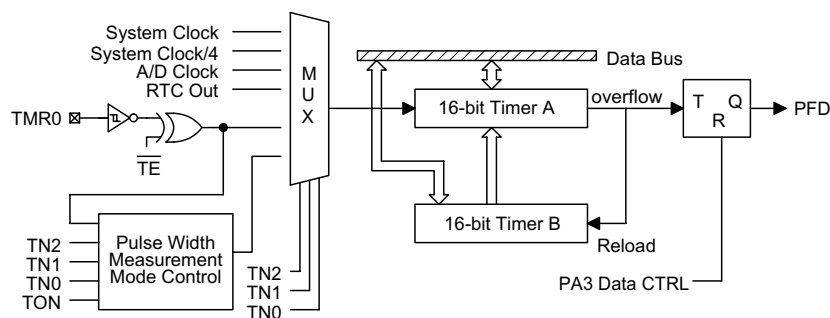 System Clock
System Clock/4
A/D Clock
RTC Out
TMR0
TE
MUX
Data Bus
16-bit Timer A
overflow
T Q
R
PFD
16-bit Timer B
Reload
PA3 Data CTRL
Pulse Width
Measurement
Mode Control
TN2
TN1
TN0
TON
TN2
TN1
TN0